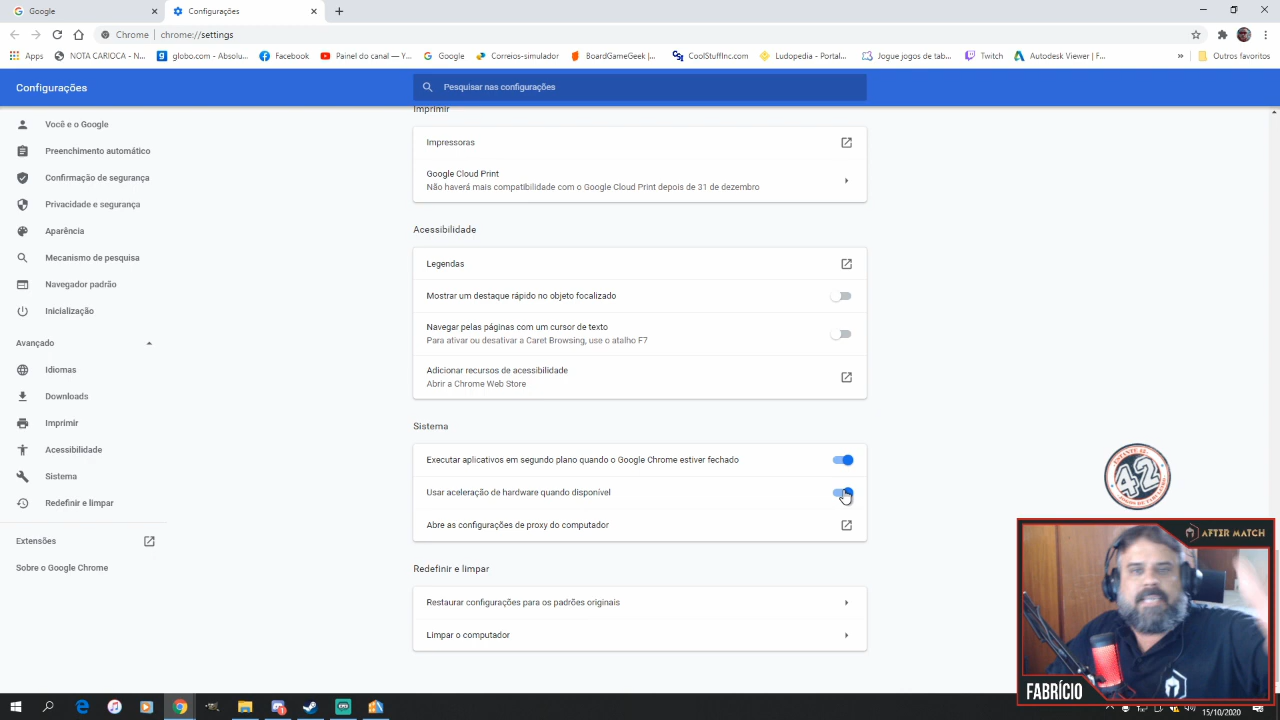 Google
Configurações
Chrome | chrome://settings
Apps
NOTA CARIOCA - N...
globo.com - Absolu...
Facebook
Painel do canal — Y...
Google
Correios-simulador
BoardGameGeek |...
CoolStuffInc.com
Ludopedia - Portal...
Jogue jogos de tab...
Twitch
Autodesk Viewer | F...
»
Outros favoritos
Configurações
Pesquisar nas configurações
Você e o Google
Preenchimento automático
Confirmação de segurança
Privacidade e segurança
Aparência
Mecanismo de pesquisa
Navegador padrão
Inicialização
Avançado
Idiomas
Downloads
Imprimir
Acessibilidade
Sistema
Redefinir e limpar
Extensões
Sobre o Google Chrome
Imprimir
Impressoras
Google Cloud Print
Não haverá mais compatibilidade com o Google Cloud Print depois de 31 de dezembro
Acessibilidade
Legendas
Mostrar um destaque rápido no objeto focalizado
Navegar pelas páginas com um cursor de texto
Para ativar ou desativar a Caret Browsing, use o atalho F7
Adicionar recursos de acessibilidade
Abrir a Chrome Web Store
Sistema
Executar aplicativos em segundo plano quando o Google Chrome estiver fechado
Usar aceleração de hardware quando disponível
Abre as configurações de proxy do computador
Redefinir e limpar
Restaurar configurações para os padrões originais
Limpar o computador
42
AFTER MATCH
FABRÍCIO
15/10/2020